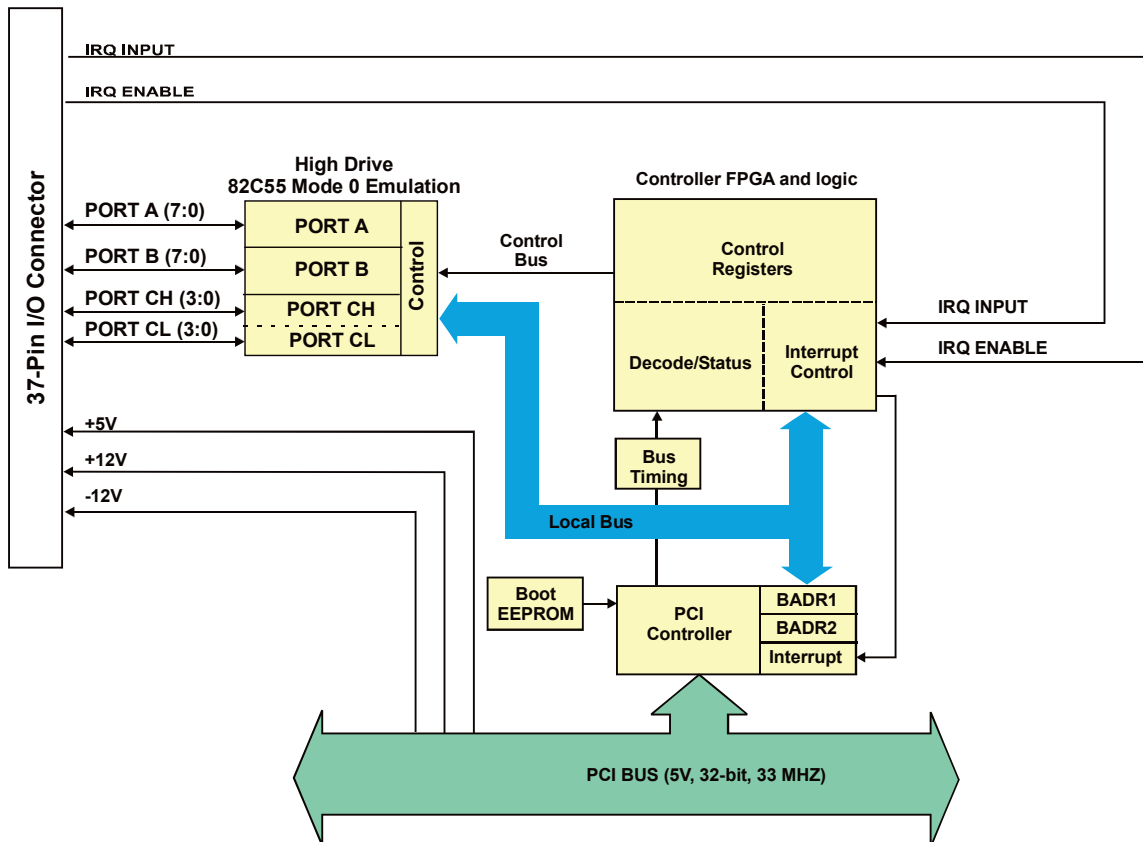 IRQ INPUT
IRQ ENABLE
37-Pin I/O Connector
High Drive
82C55 Mode 0 Emulation
Controller FPGA and logic
PORT A (7:0)
PORT B (7:0)
PORT CH (3:0)
PORT CL (3:0)
PORT A
PORT B
PORT CH
PORT CL
Control
Control
Bus
Control
Registers
Decode/Status
Interrupt
Control
IRQ INPUT
IRQ ENABLE
+5V
+12V
-12V
Bus
Timing
Local Bus
Boot
EEPROM
PCI
Controller
BADR1
BADR2
Interrupt
PCI BUS (5V, 32-bit, 33 MHZ)